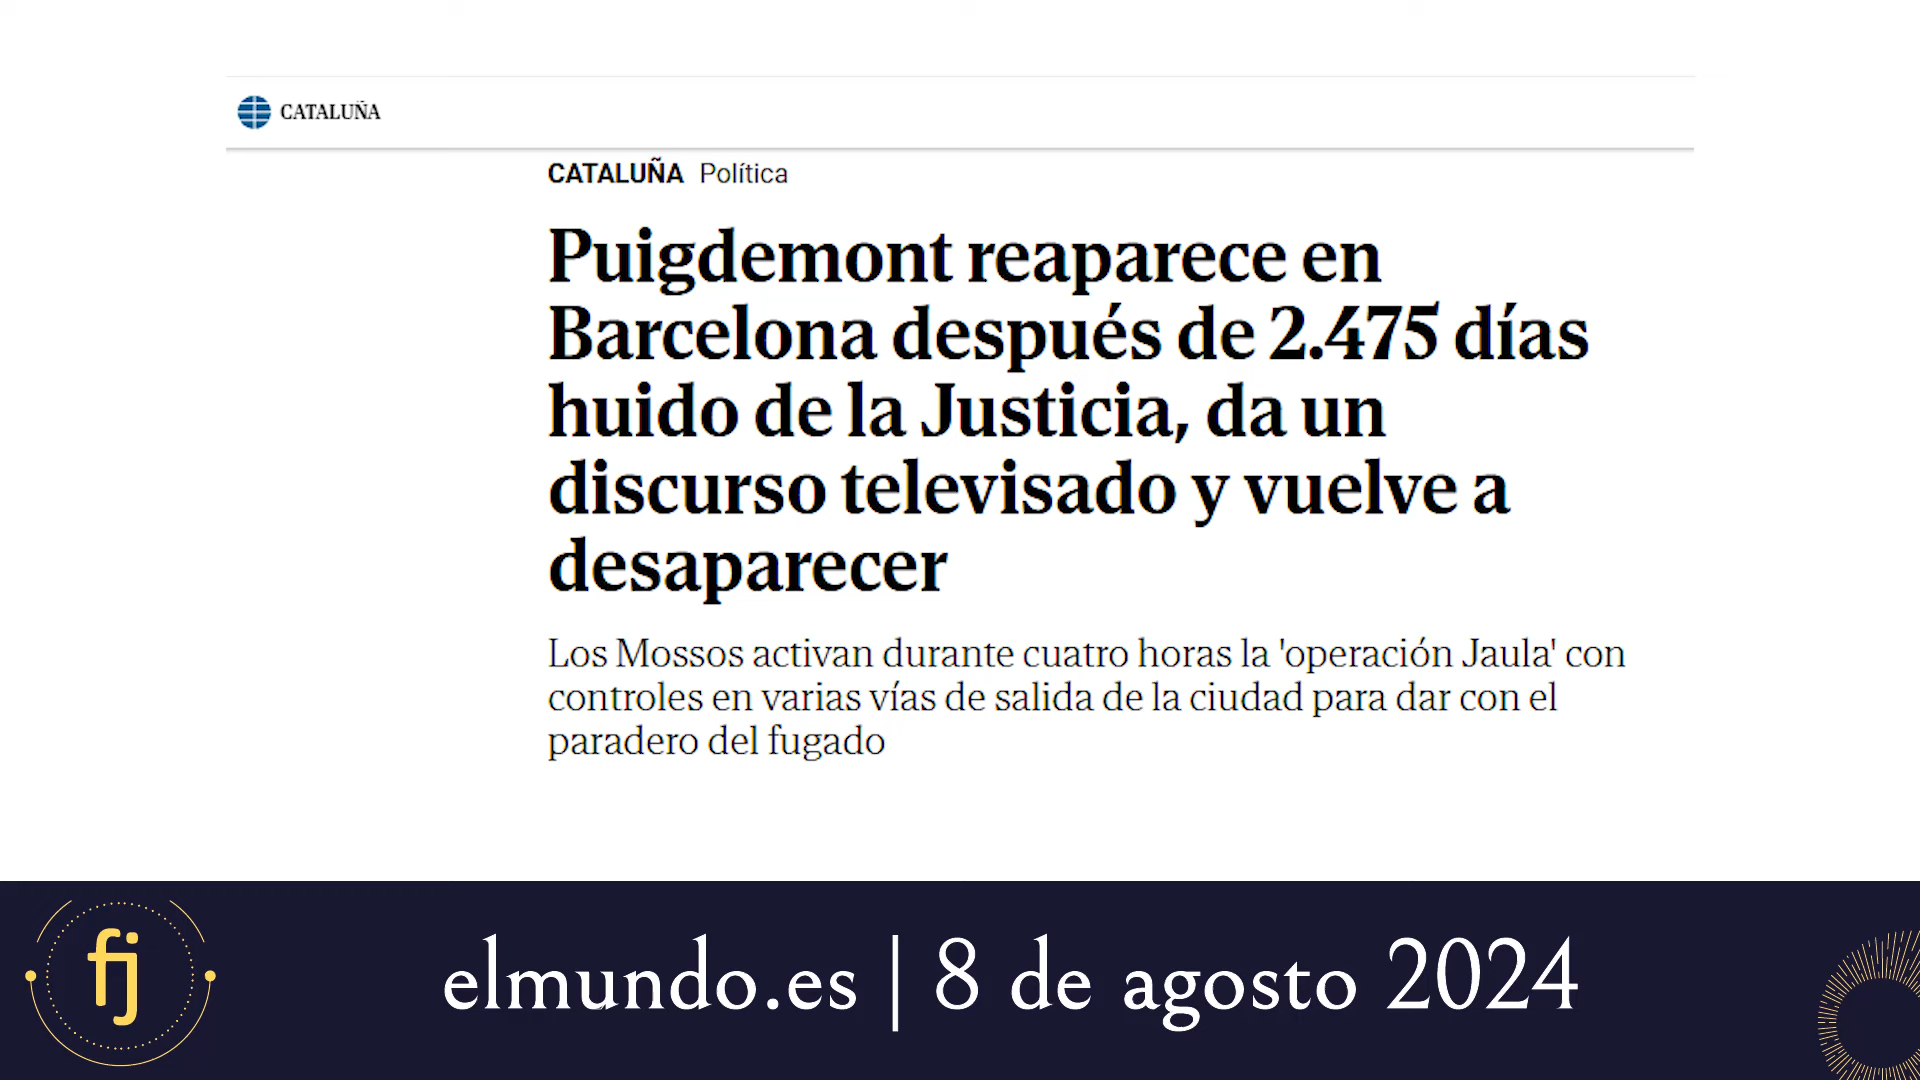 CATALUÑA
CATALUÑA Política
Puigdemont reaparece en
Barcelona después de 2.475 días
huido de la Justicia, da un
discurso televisado y vuelve a
desaparecer
Los Mossos activan durante cuatro horas la 'operación Jaula' con
controles en varias vías de salida de la ciudad para dar con el
paradero del fugado
fj
elmundo.es | 8 de agosto 2024